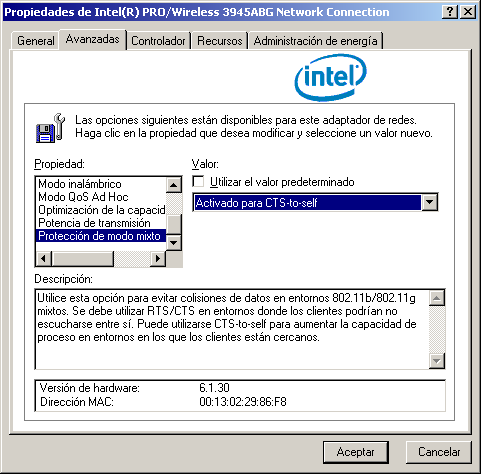 Propiedades de Intel(R) PRO/Wireless 3945ABG Network Connection
General
Avanzadas
Controlador
Recursos
Administración de energía
intel
Las opciones siguientes están disponibles para este adaptador de redes.
Haga clic en la propiedad que desea modificar y seleccione un valor nuevo.
Propiedad:
Modo inalámbrico
Modo QoS Ad Hoc
Optimización de la capacid
Potencia de transmisión
Protección de modo mixto
Valor:
Utilizar el valor predeterminado
Activado para CTS-to-self
Descripción:
Utilice esta opción para evitar colisiones de datos en entornos 802.11b/802.11g
mixtos. Se debe utilizar RTS/CTS en entornos donde los clientes podrían no
escucharse entre sí. Puede utilizarse CTS-to-self para aumentar la capacidad de
proceso en entornos en los que los clientes están cercanos.
Versión de hardware: 6.1.30
Dirección MAC: 00:13:02:29:86:F8
Aceptar
Cancelar